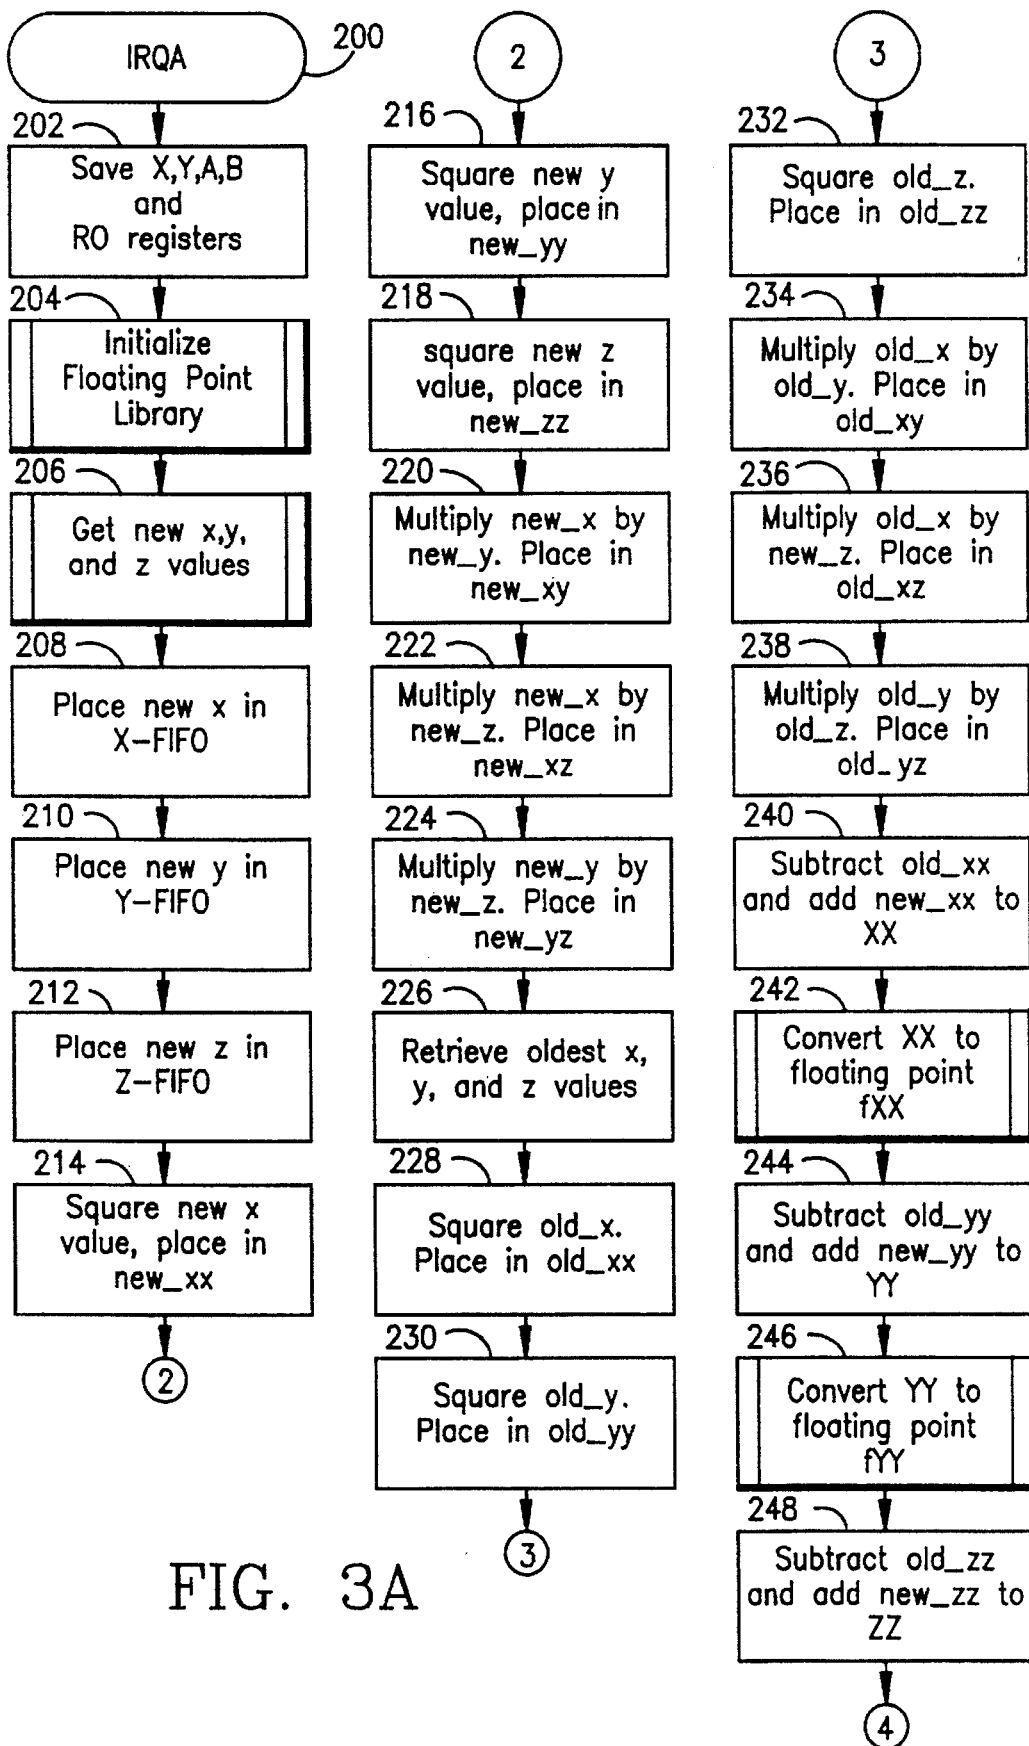 IRQA
200
202
Save X,Y,A,B
and
RO registers
204
Initialize
Floating Point
Library
206
Get new x,y,
and z values
208
Place new x in
X-FIFO
210
Place new y in
Y-FIFO
212
Place new z in
Z-FIFO
214
Square new x
value, place in
new_xx
2
2
216
Square new y
value, place in
new_yy
218
square new z
value, place in
new_zz
220
Multiply new_x by
new_y. Place in
new_xy
222
Multiply new_x by
new_z. Place in
new_xz
224
Multiply new_y by
new_z. Place in
new_yz
226
Retrieve oldest x,
y, and z values
228
Square old_x.
Place in old_xx
230
Square old_y.
Place in old_yy
3
3
232
Square old_z.
Place in old_zz
234
Multiply old_x by
old_y. Place in
old_xy
236
Multiply old_x by
new_z. Place in
old_xz
238
Multiply old_y by
old_z. Place in
old_yz
240
Subtract old_xx
and add new_xx to
XX
242
Convert XX to
floating point
fXX
244
Subtract old_yy
and add new_yy to
YY
246
Convert YY to
floating point
fYY
248
Subtract old_zz
and add new_zz to
ZZ
4
FIG. 3A